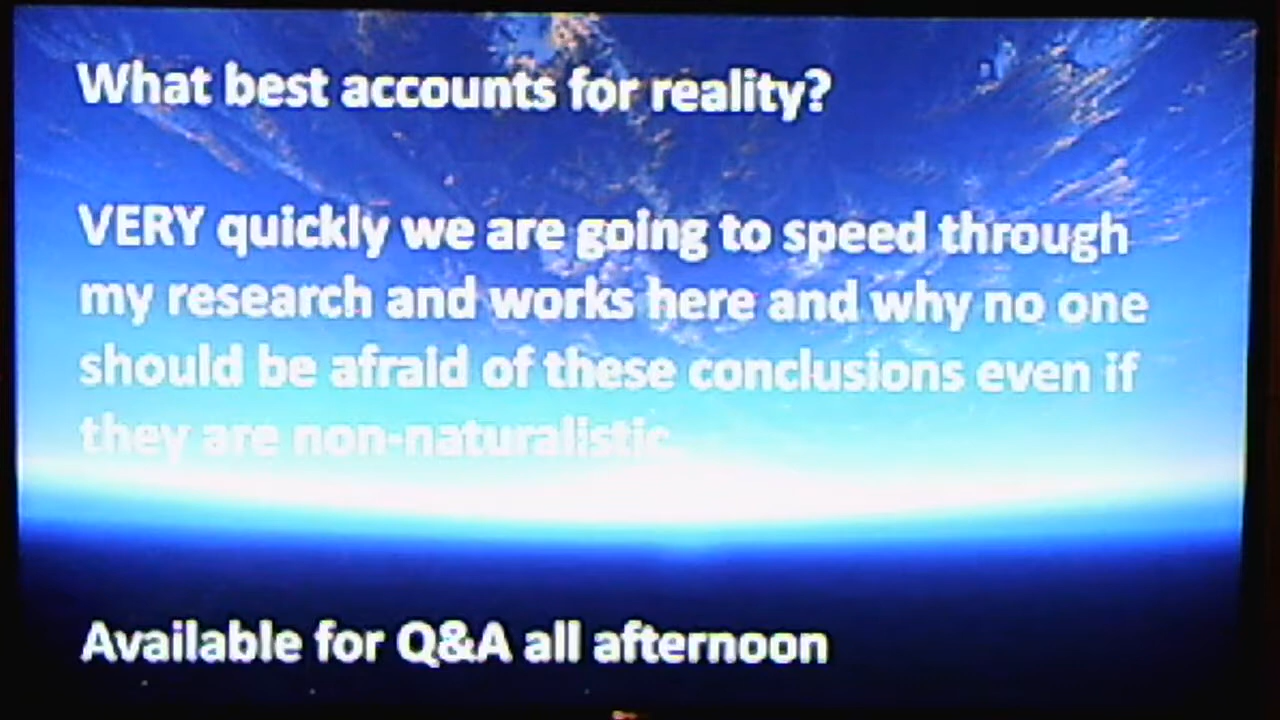 What best accounts for reality?
VERY quickly we are going to speed through
my research and works here and why no one
should be afraid of these conclusions even if
they are non-naturalistic.
Available for Q&A all afternoon